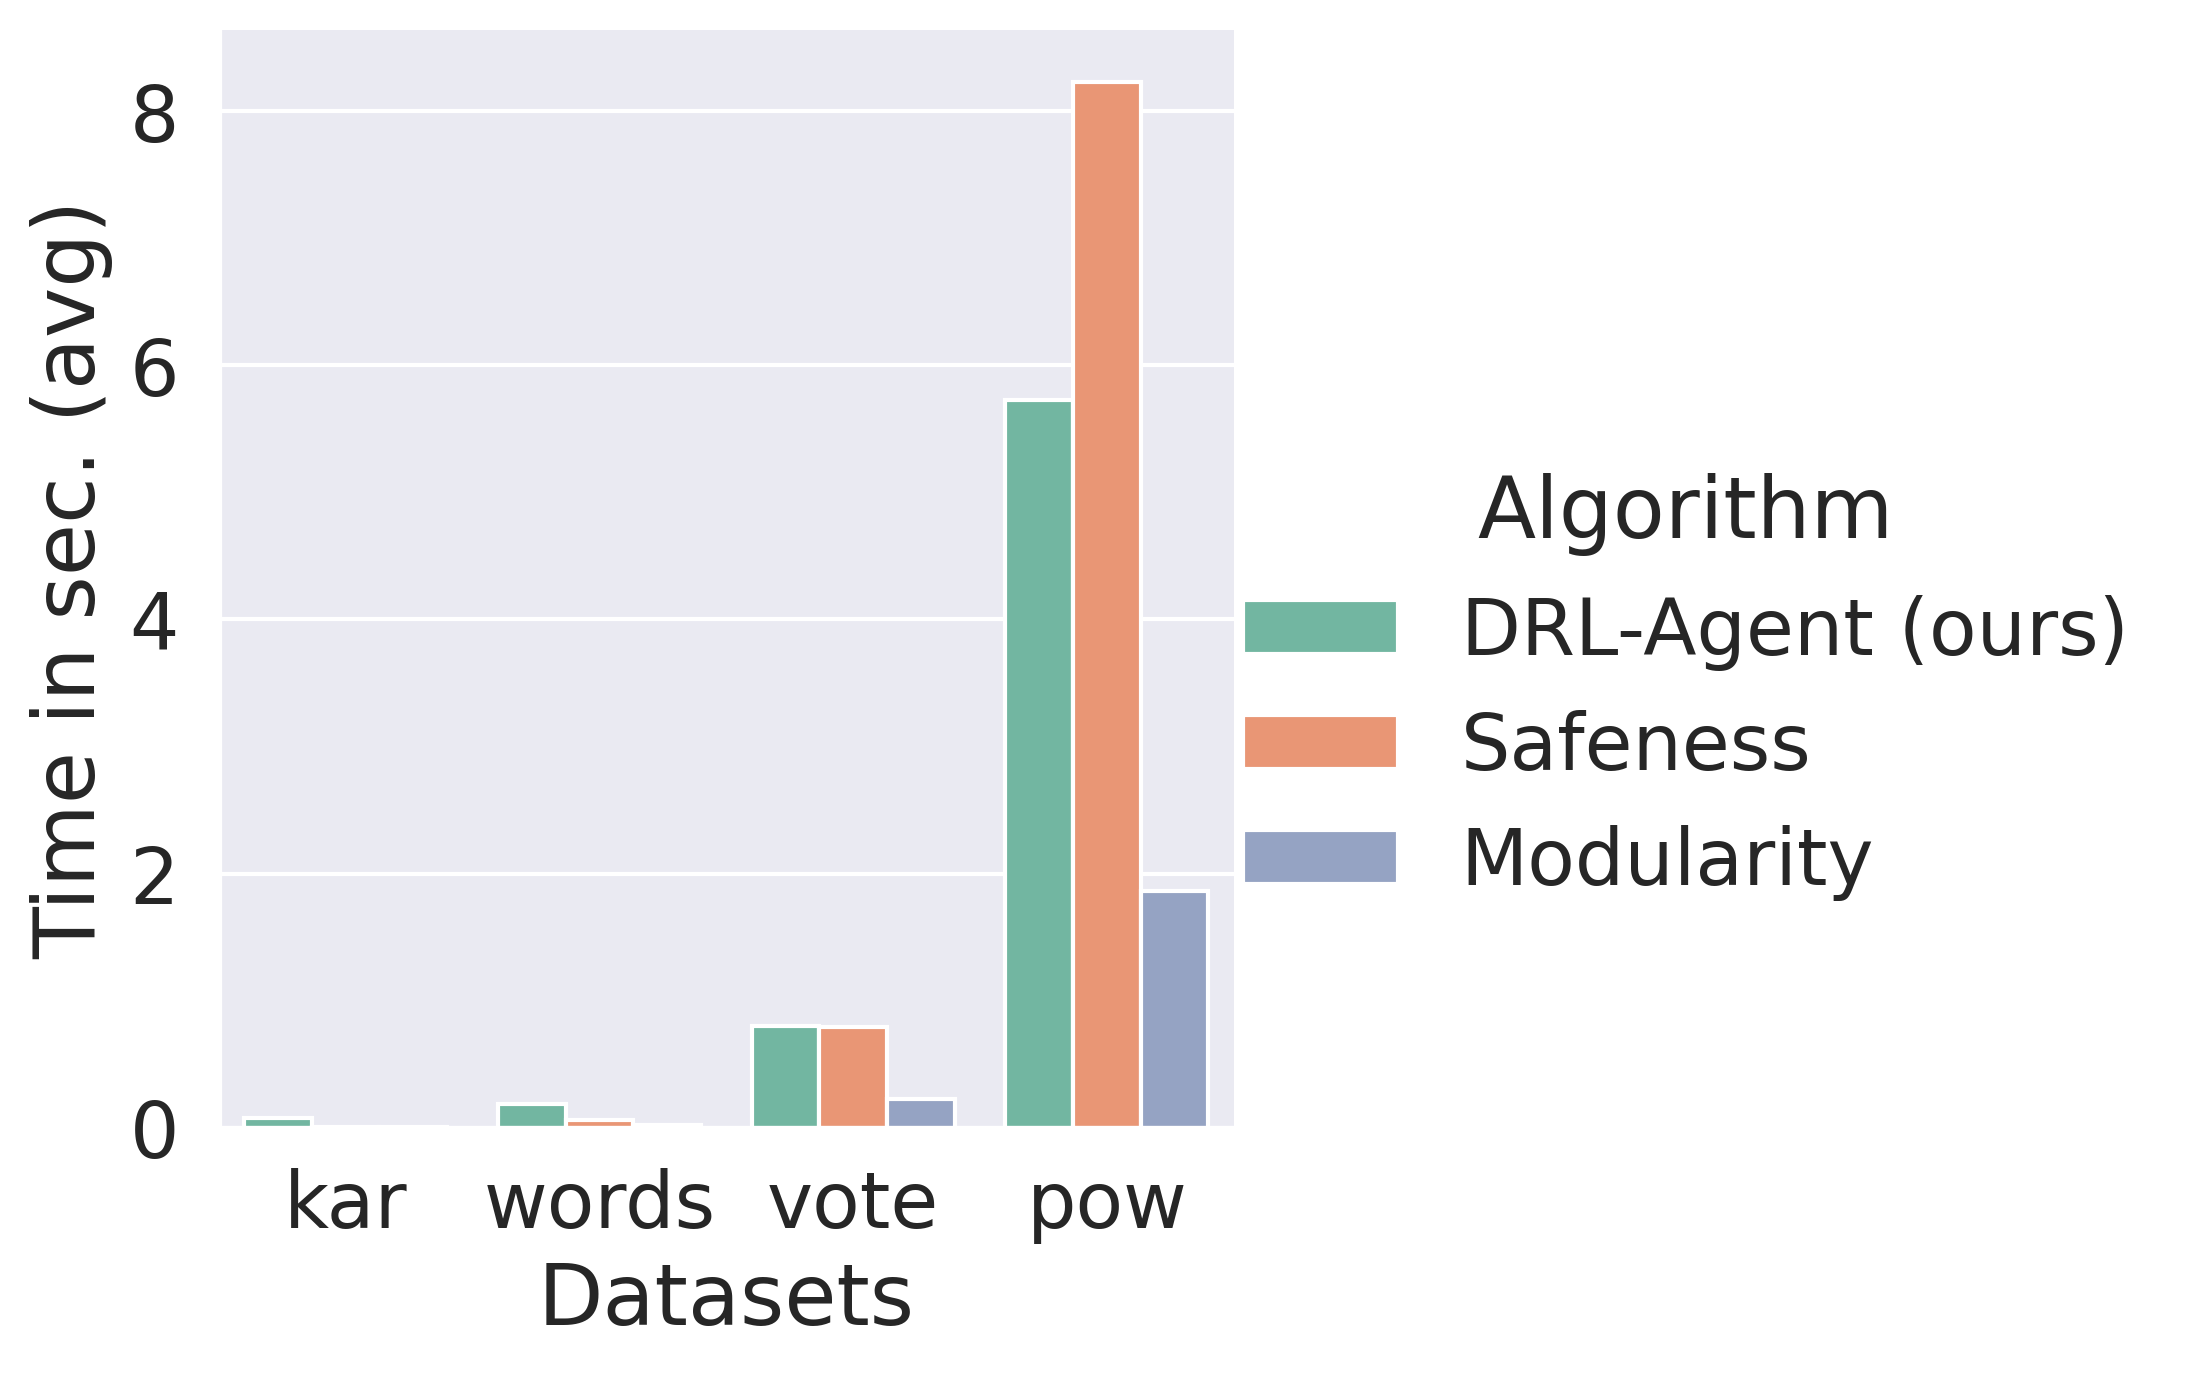 Time in sec. (avg)
8
6
4
2
0
kar
words
vote
pow
Datasets
Algorithm
DRL-Agent (ours)
Safeness
Modularity